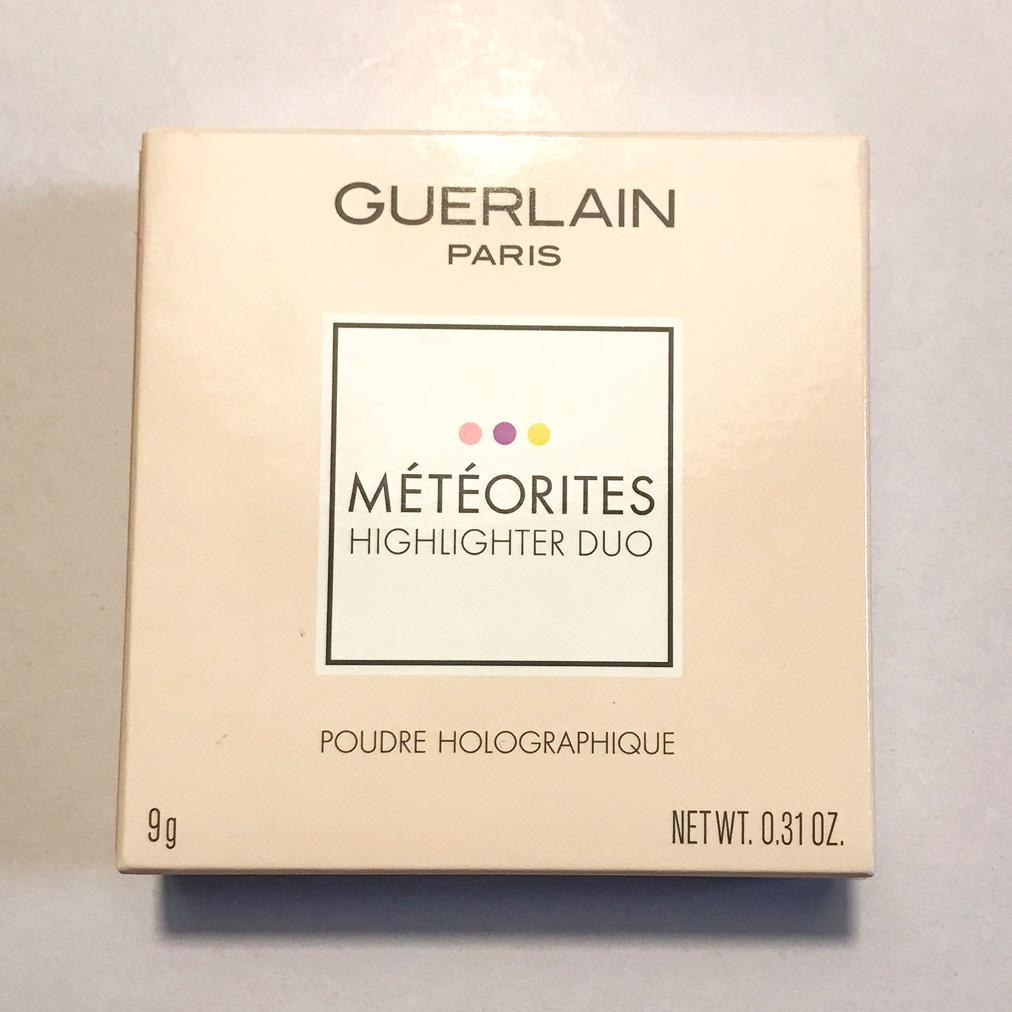 GUERLAIN
PARIS
MÉTÉORITES
HIGHLIGHTER DUO
POUDRE HOLOGRAPHIQUE
9g NET WT. 0.31 OZ.